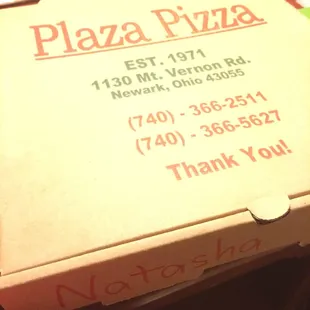 Plaza Pizza
EST. 1971
1130 Mt. Vernon Rd.
Newark, Ohio 43055
(740) - 366-2511
(740) - 366-5627
Thank You!
Natasha